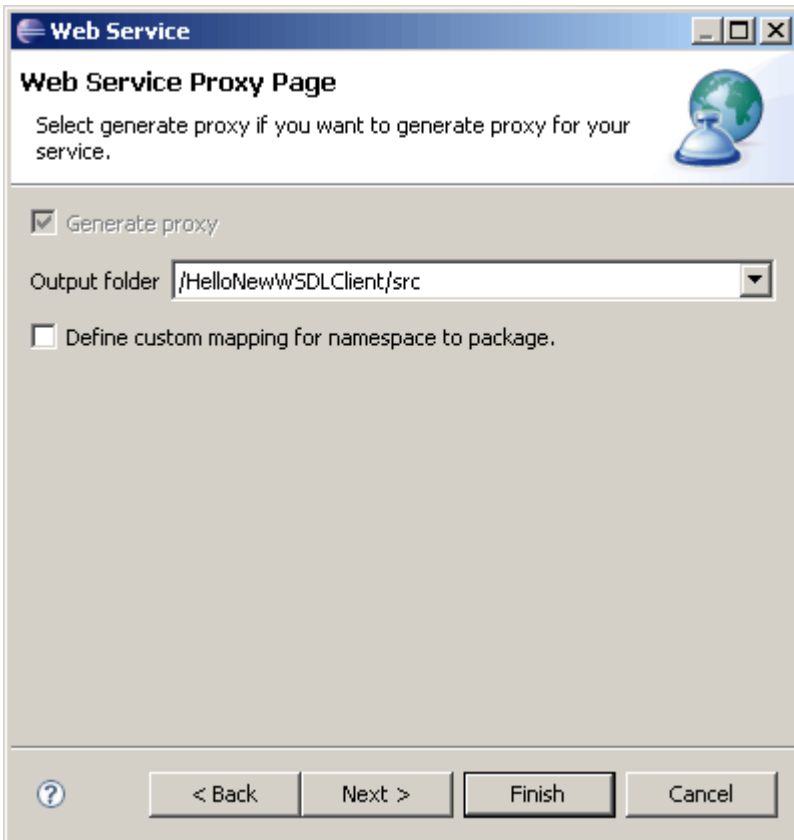 Web Service
Web Service Proxy Page
Select generate proxy if you want to generate proxy for your
service.
Generate proxy
Output folder /HelloNewWSDLClient/src
Define custom mapping for namespace to package.
? < Back Next > Finish Cancel